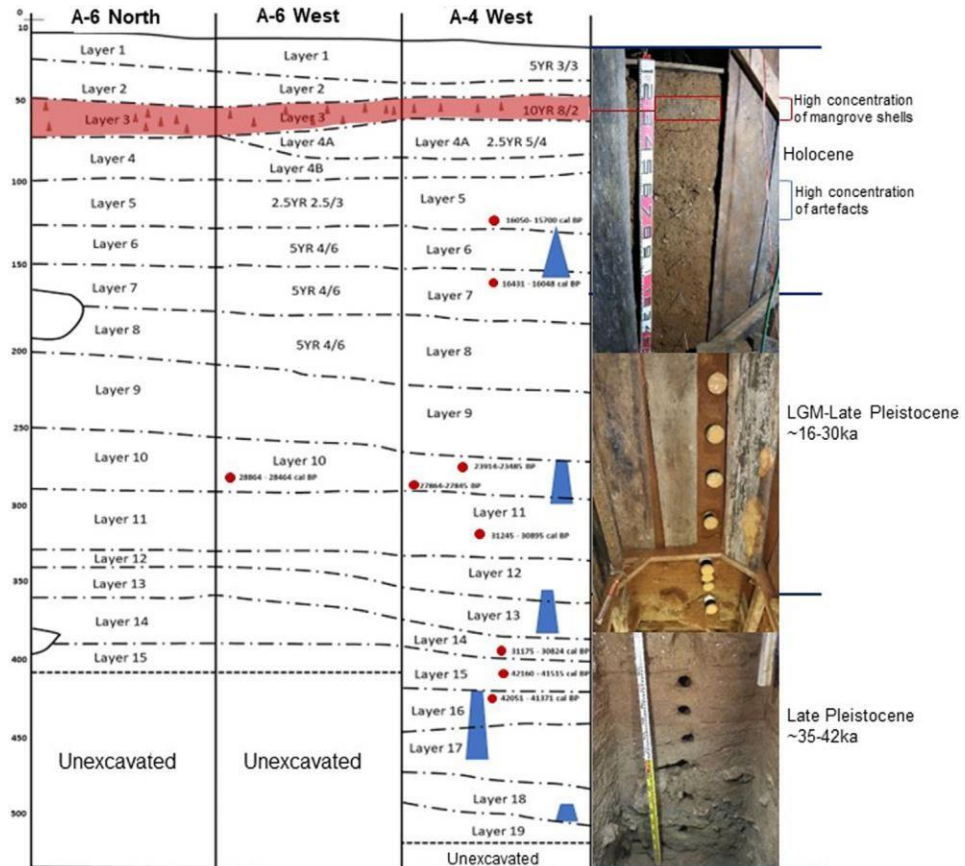 A-6 North
A-6 West
A-4 West
0
10
50
100
150
200
250
300
350
400
450
500
Layer 1
Layer 2
Layer 3
Layer 4
Layer 5
Layer 6
Layer 7
Layer 8
Layer 9
Layer 10
Layer 11
Layer 12
Layer 13
Layer 14
Layer 15
Unexcavated
Layer 1
Layer 2
Layer 3
Layer 4A
Layer 4B
2.5YR 2.5/3
5YR 4/6
5YR 4/6
5YR 4/6
Layer 10
28864 - 28464 cal BP
Unexcavated
5YR 3/3
10YR 8/2
Layer 4A 2.5YR 5/4
Layer 5
16050- 15700 cal BP
Layer 6
16431 - 16048 cal BP
Layer 7
Layer 8
Layer 9
23914-23485 BP
27864-27845 BP
Layer 11
31245 - 30895 cal BP
Layer 12
Layer 13
Layer 14
31175 - 30824 cal BP
Layer 15
42160 - 41515 cal BP
42051 - 41371 cal BP
Layer 16
Layer 17
Layer 18
Layer 19
Unexcavated
High concentration
of mangrove shells
Holocene
High concentration
of artefacts
LGM-Late Pleistocene
~16-30ka
Late Pleistocene
~35-42ka